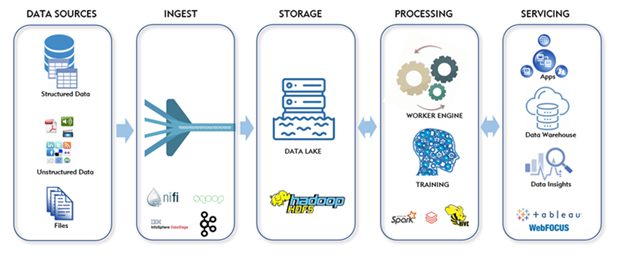 DATA SOURCES
Structured Data
Unstructured Data
Files
INGEST
nifi
sqoop
IBM
InfoSphere DataStage
STORAGE
DATA LAKE
hadoop
HDFS
PROCESSING
WORKER ENGINE
TRAINING
Spark
HIVE
SERVICING
Apps
Data Warehouse
Data Insights
+ableau
WebFOCUS